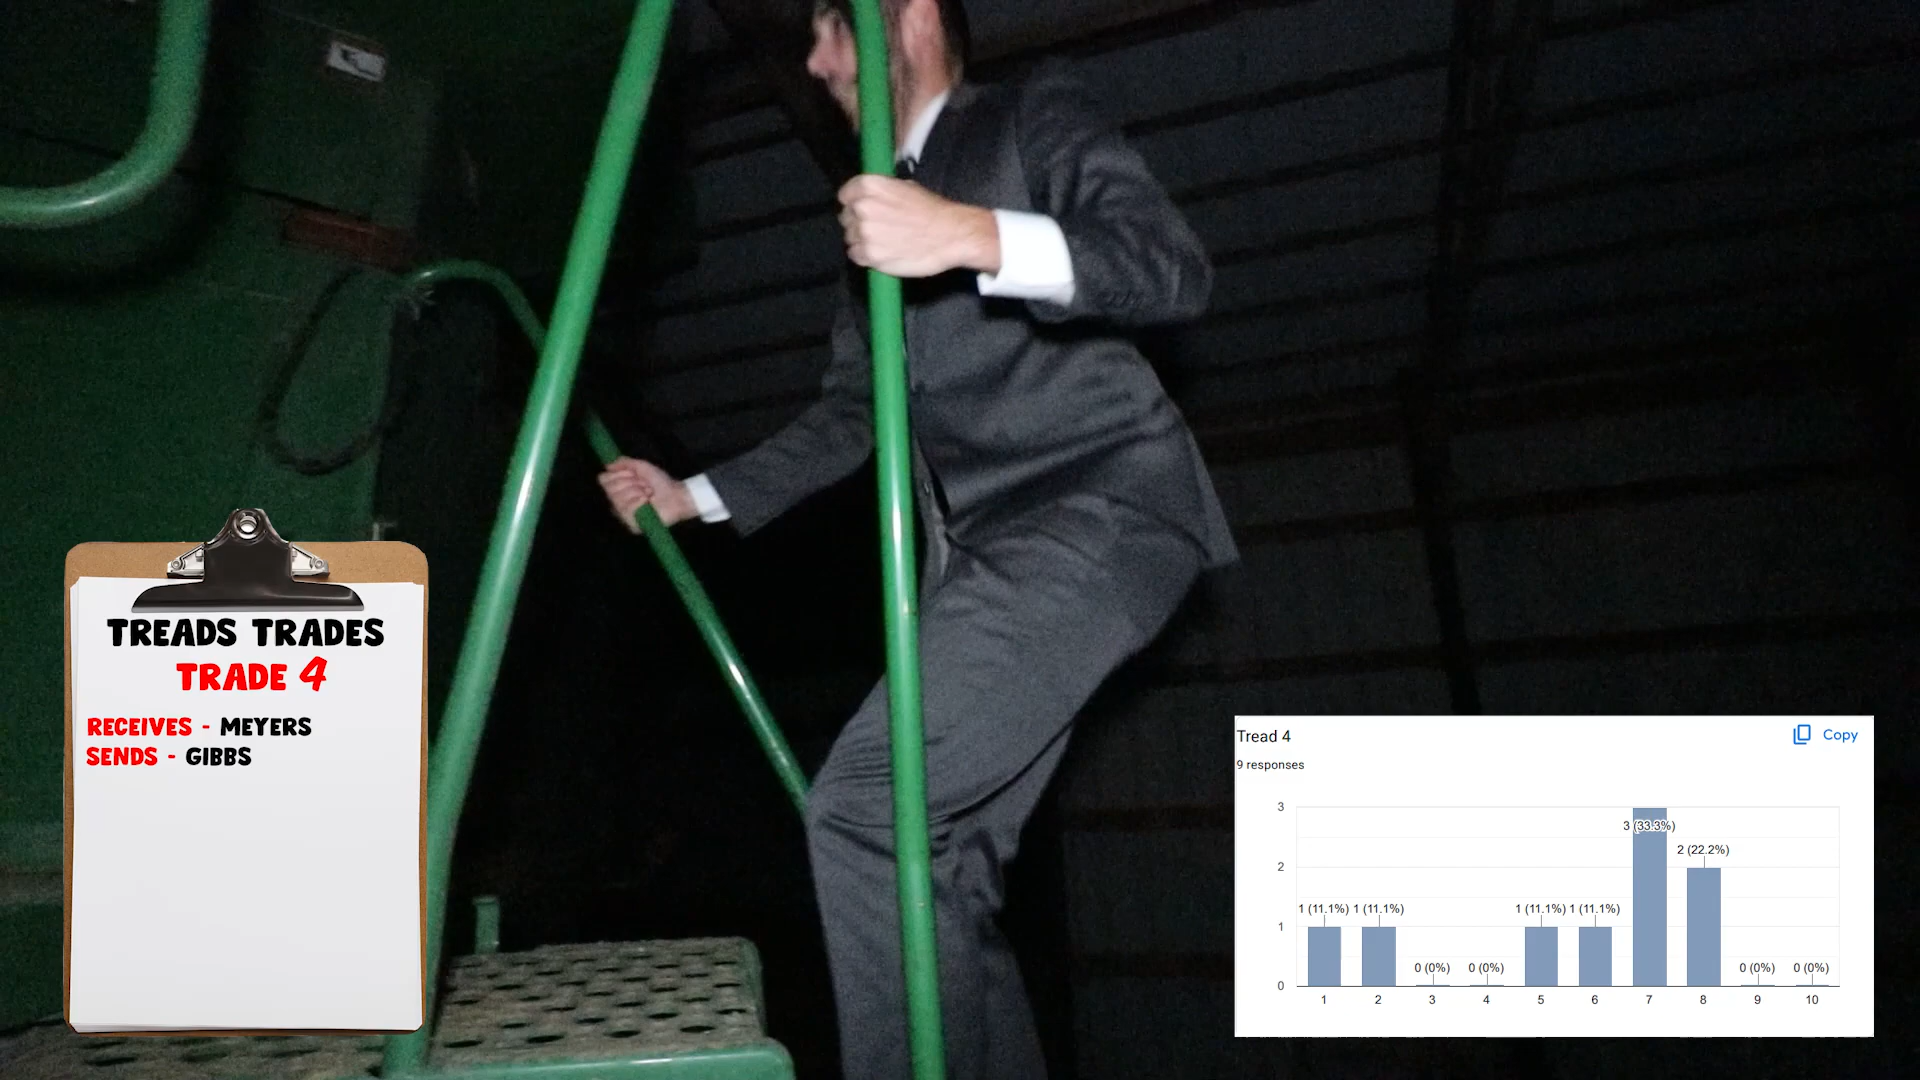 TREADS TRADES
TRADE 4
RECEIVES - MEYERS
SENDS - GIBBS
Tread 4
Copy
9 responses
3
2
1
0
1 (11.1%)
1 (11.1%)
0 (0%)
0 (0%)
1 (11.1%)
1 (11.1%)
3 (33.3%)
2 (22.2%)
0 (0%)
0 (0%)
1 2 3 4 5 6 7 8 9 10